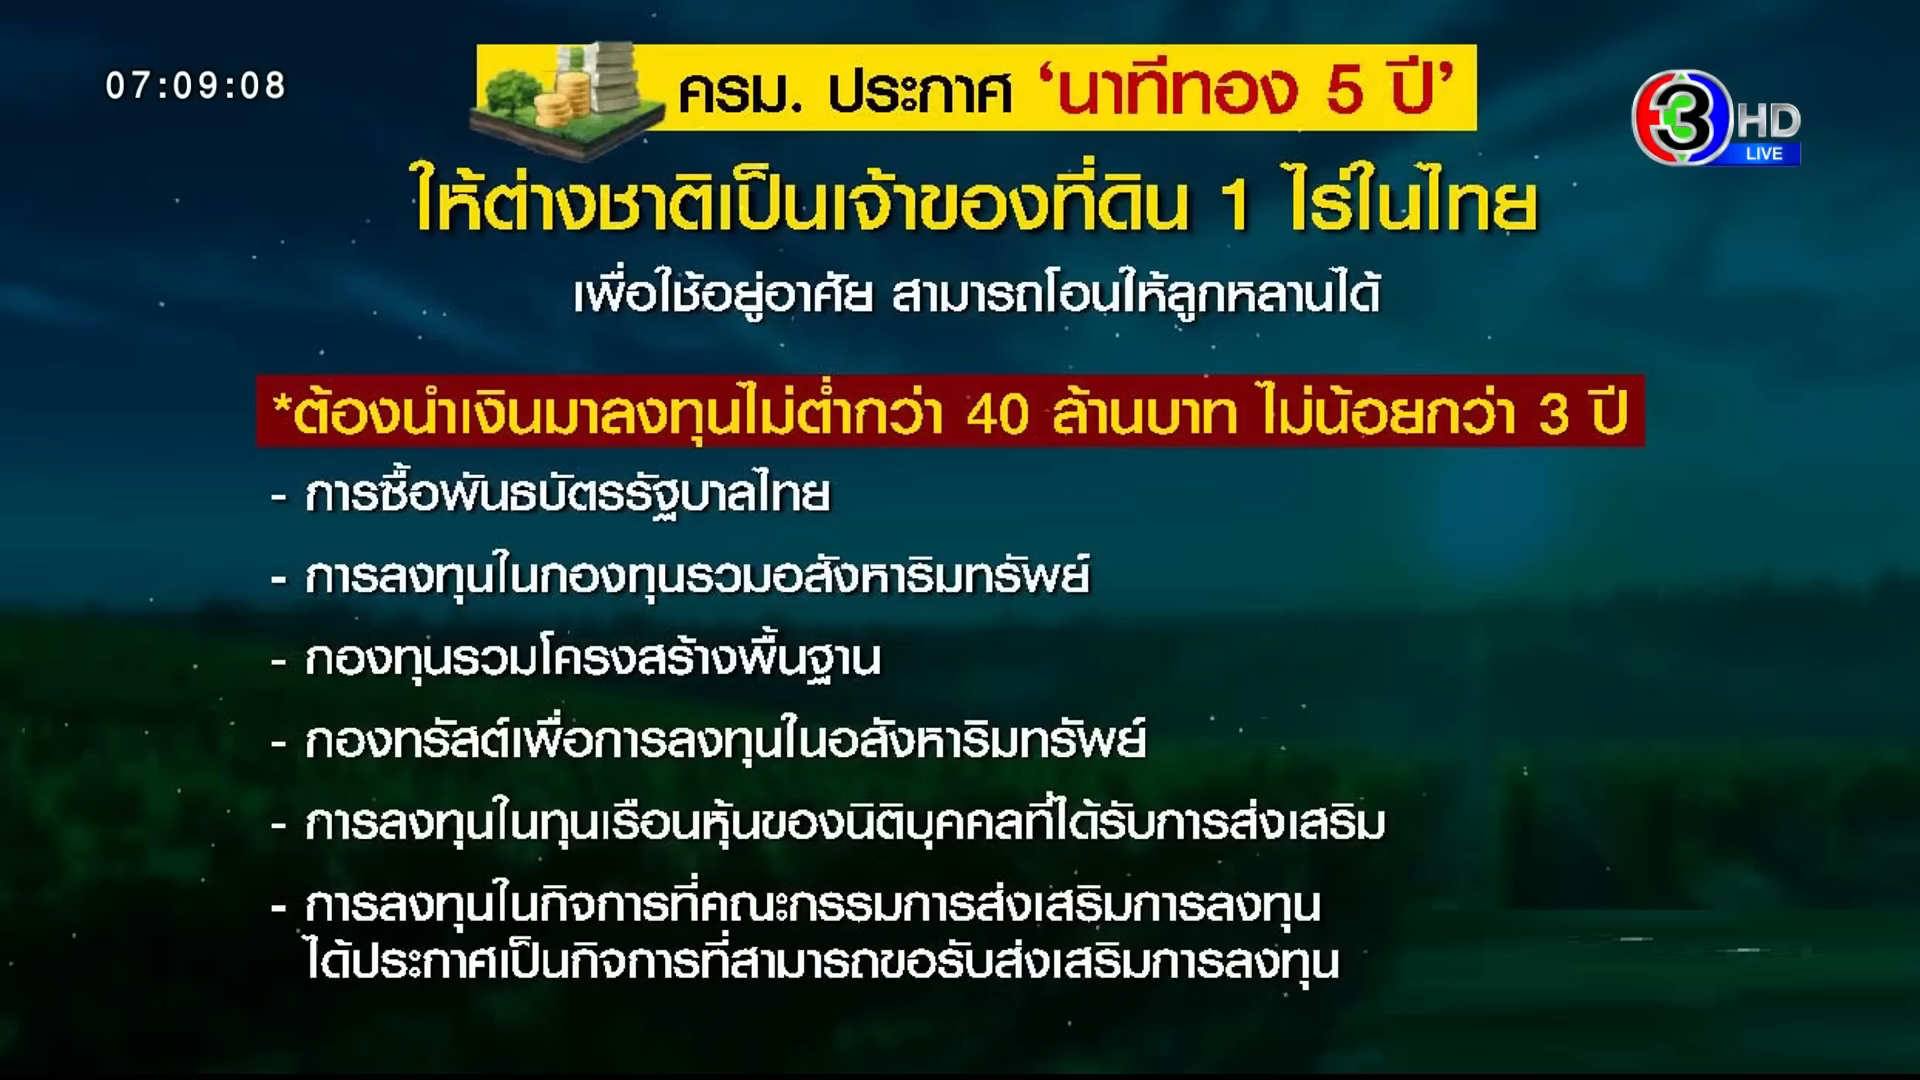 07:09:08
ครม. ประกาศ ‘นาทีทอง 5 ปี’
3 HD
LIVE
ให้ต่างชาติเป็นเจ้าของที่ดิน 1 ไร่ในไทย
เพื่อใช้อยู่อาศัย สามารถโอนให้ลูกหลานได้
*ต้องนำเงินมาลงทุนไม่ต่ำกว่า 40 ล้านบาท ไม่น้อยกว่า 3 ปี
- การซื้อพันธบัตรรัฐบาลไทย
- การลงทุนในกองทุนรวมอสังหาริมทรัพย์
- กองทุนรวมโครงสร้างพื้นฐาน
- กองทรัสต์เพื่อการลงทุนในอสังหาริมทรัพย์
- การลงทุนในทุนเรือนหุ้นของนิติบุคคลที่ได้รับการส่งเสริม
- การลงทุนในกิจการที่คณะกรรมการส่งเสริมการลงทุน
ได้ประกาศเป็นกิจการที่สามารถขอรับส่งเสริมการลงทุน